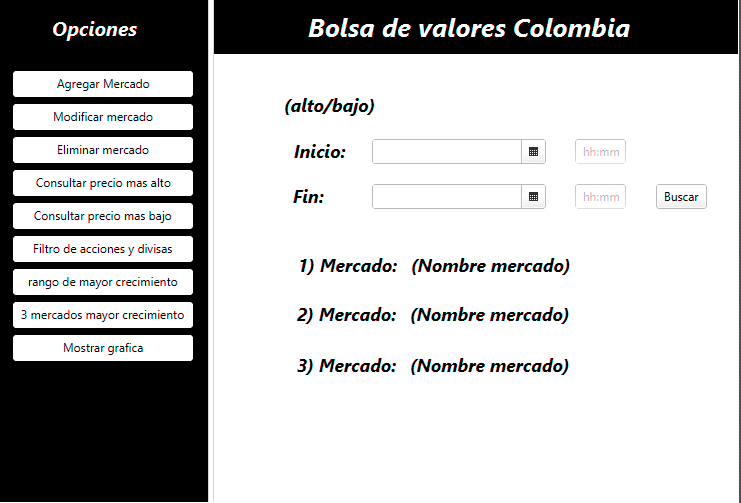 Opciones
Agregar Mercado
Modificar mercado
Eliminar mercado
Consultar precio mas alto
Consultar precio mas bajo
Filtro de acciones y divisas
rango de mayor crecimiento
3 mercados mayor crecimiento
Mostrar grafica
Bolsa de valores Colombia
(alto/bajo)
Inicio: hh:mm
Fin: hh:mm Buscar
1) Mercado: (Nombre mercado)
2) Mercado: (Nombre mercado)
3) Mercado: (Nombre mercado)